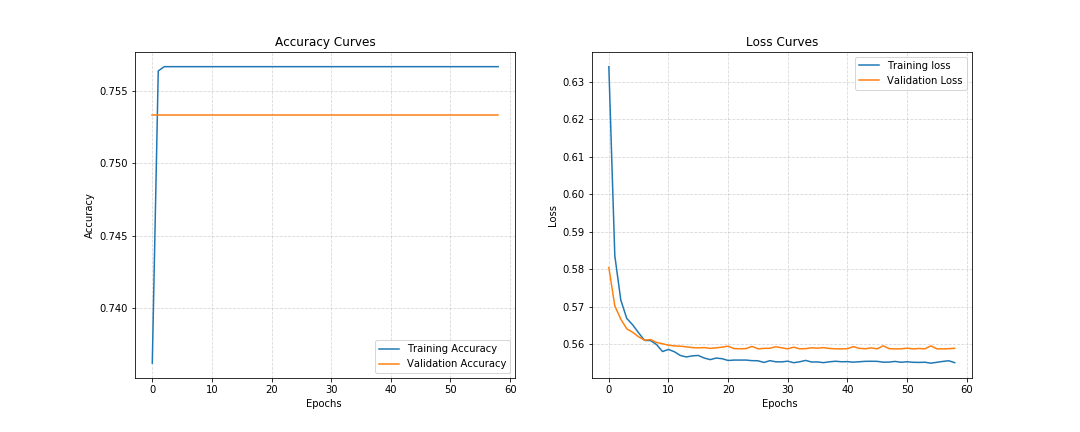 Accuracy Curves
0.755
0.750
0.745
0.740
Accuracy
0 10 20 30 40 50 60
Epochs
Training Accuracy
Validation Accuracy
Loss Curves
0.63
0.62
0.61
0.60
0.59
0.58
0.57
0.56
Loss
0 10 20 30 40 50 60
Epochs
Training loss
Validation Loss